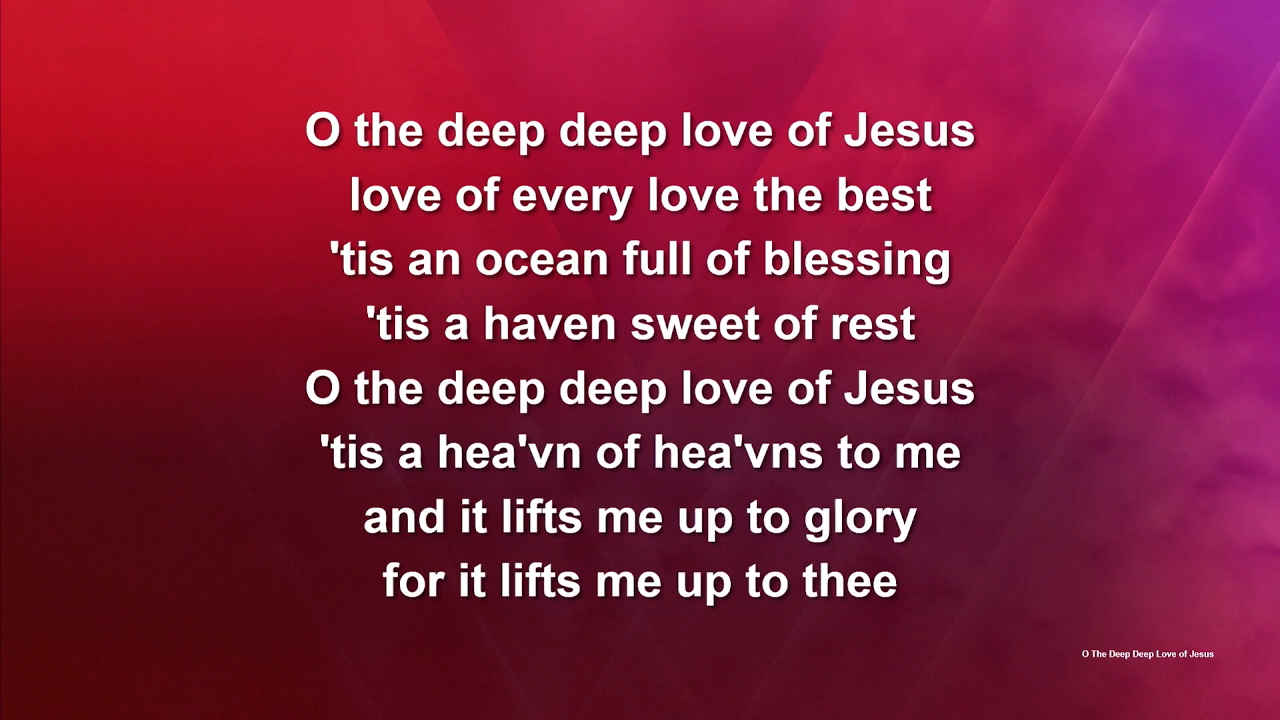 O the deep deep love of Jesus
love of every love the best
'tis an ocean full of blessing
'tis a haven sweet of rest
O the deep deep love of Jesus
'tis a hea'vn of hea'vns to me
and it lifts me up to glory
for it lifts me up to thee
O The Deep Deep Love of Jesus